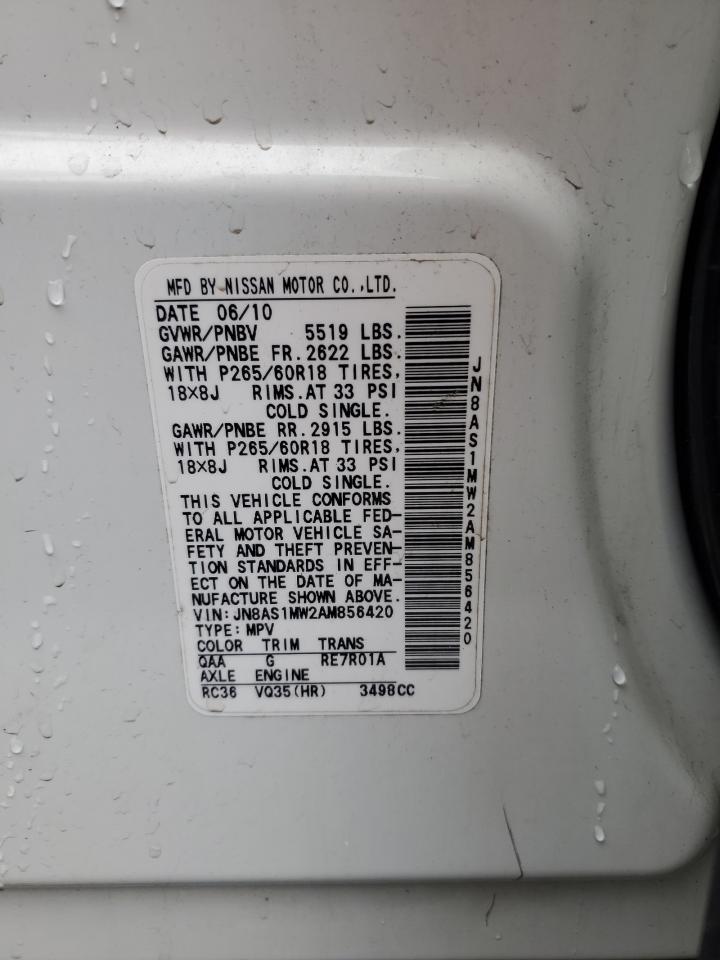 MFD BY NISSAN MOTOR CO.,LTD.
DATE 06/10
GVWR/PNBV 5519 LBS.
GAWR/PNBE FR.2622 LBS.
WITH P265/60R18 TIRES,
18×8J RIMS.AT 33 PSI
COLD SINGLE.
GAWR/PNBE RR.2915 LBS.
WITH P265/60R18 TIRES,
18×8J RIMS.AT 33 PSI
COLD SINGLE.
THIS VEHICLE CONFORMS
TO ALL APPLICABLE FED-
ERAL MOTOR VEHICLE SA-
FETY AND THEFT PREVEN-
TION STANDARDS IN EFF-
ECT ON THE DATE OF MA-
NUFACTURE SHOWN ABOVE.
VIN: JN8AS1MW2AM856420
TYPE: MPV
COLOR TRIM TRANS
QAA G RE7R01A
AXLE ENGINE
RC36 VQ35(HR) 3498CC
JN8AS1MW2AM856420